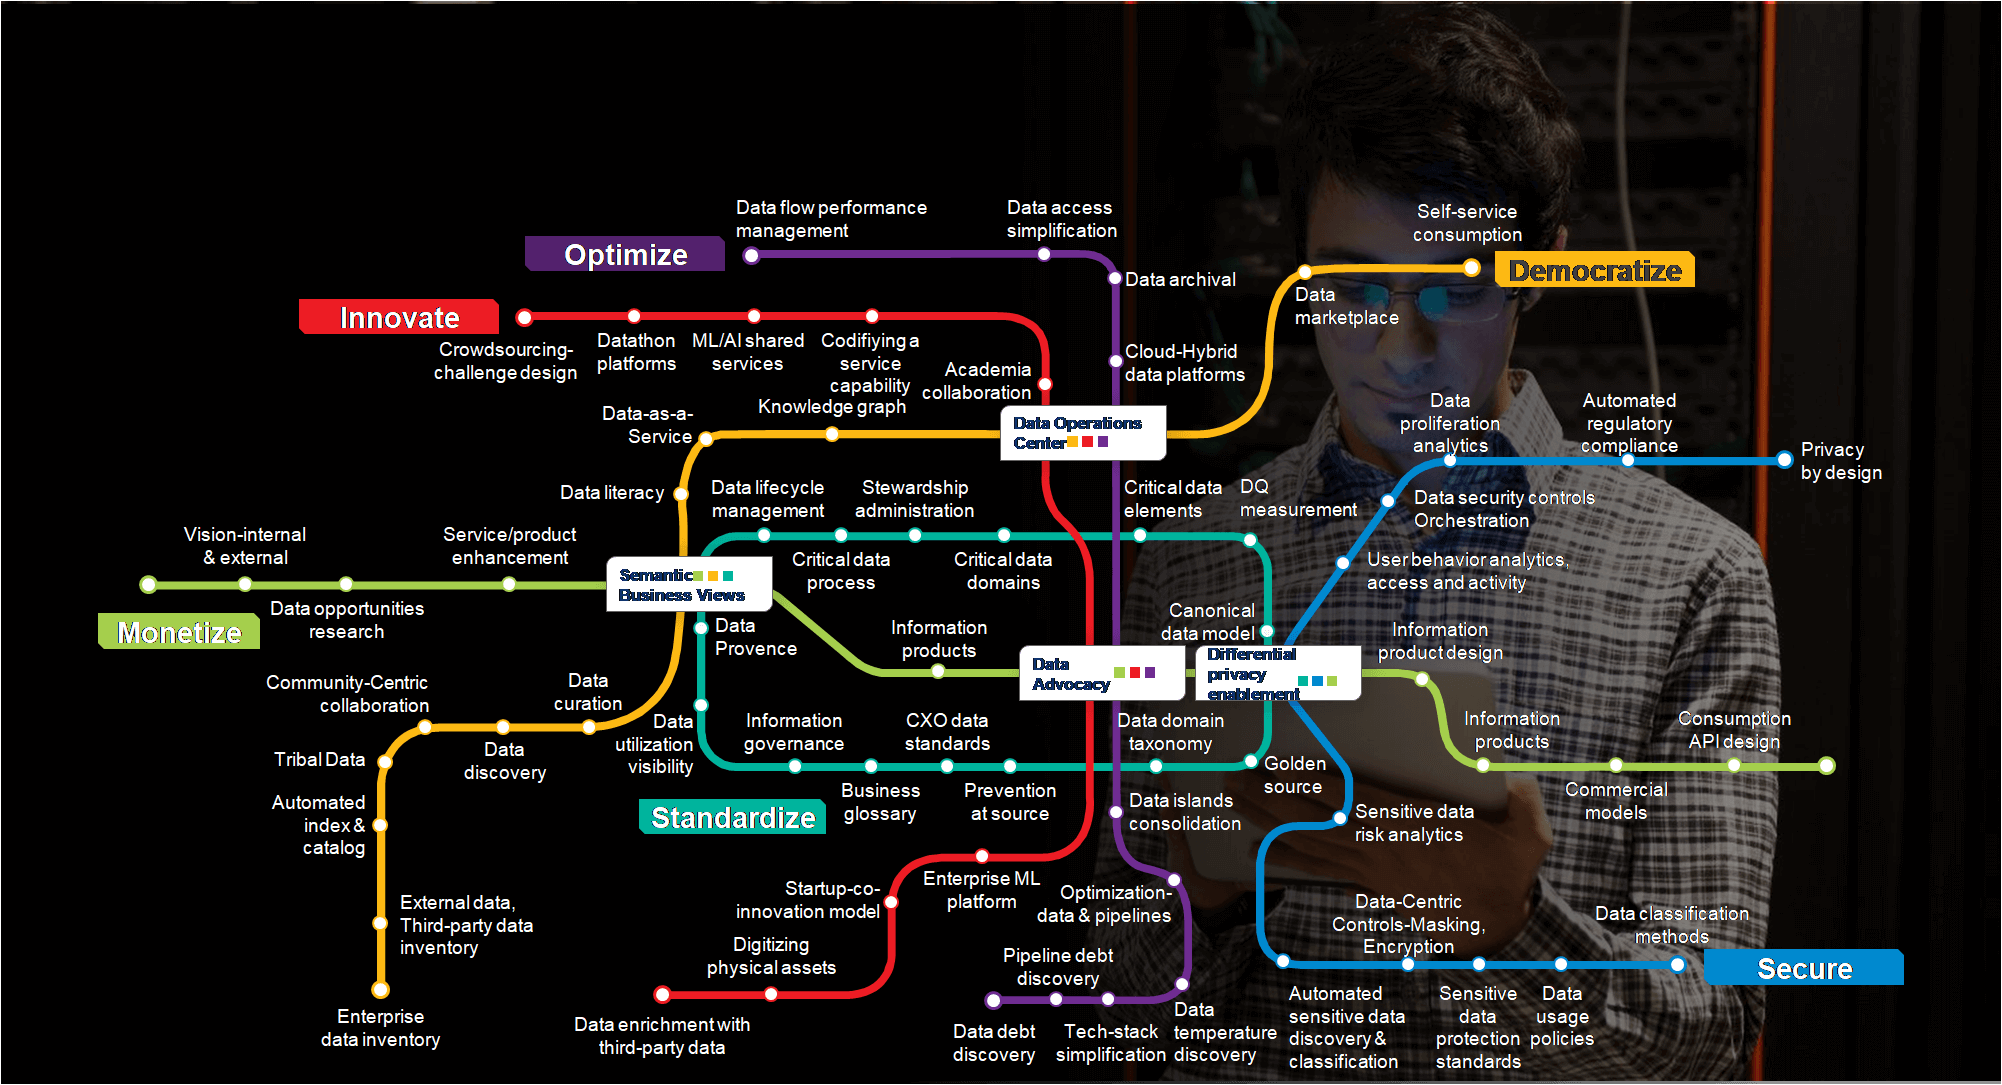 Data flow performance
management
Data access
simplification
Self-service
consumption
Optimize
Democratize
Data archival
Data
marketplace
Innovate
Crowdsourcing-
challenge design
Datathon
platforms
ML/AI shared
services
Codifiying a
service
capability
Academia
collaboration
Cloud-Hybrid
data platforms
Data-as-a-
Service
Knowledge graph
Data Operations
Center
Data
proliferation
analytics
Automated
regulatory
compliance
Privacy
by design
Data literacy
Data lifecycle
management
Stewardship
administration
Critical data
elements
DQ
measurement
Data security controls
Orchestration
Vision-internal
& external
Service/product
enhancement
Critical data
process
Critical data
domains
User behavior analytics,
access and activity
Semantic
Business Views
Monetize
Data opportunities
research
Data
Provence
Information
products
Canonical
data model
Information
product design
Data
Advocacy
Differential
privacy
enablement
Community-Centric
collaboration
Data
curation
Data
utilization
visibility
Information
governance
CXO data
standards
Data domain
taxonomy
Information
products
Consumption
API design
Tribal Data
Data
discovery
Golden
source
Standardize
Business
glossary
Prevention
at source
Data islands
consolidation
Sensitive data
risk analytics
Commercial
models
Automated
index &
catalog
External data,
Third-party data
inventory
Startup-co-
innovation model
Enterprise ML
platform
Optimization-
data & pipelines
Data-Centric
Controls-Masking,
Encryption
Data classification
methods
Digitizing
physical assets
Pipeline debt
discovery
Secure
Enterprise
data inventory
Data enrichment with
third-party data
Data debt
discovery
Tech-stack
simplification
Data
temperature
discovery
Automated
sensitive data
discovery &
classification
Sensitive
data
protection
standards
Data
usage
policies